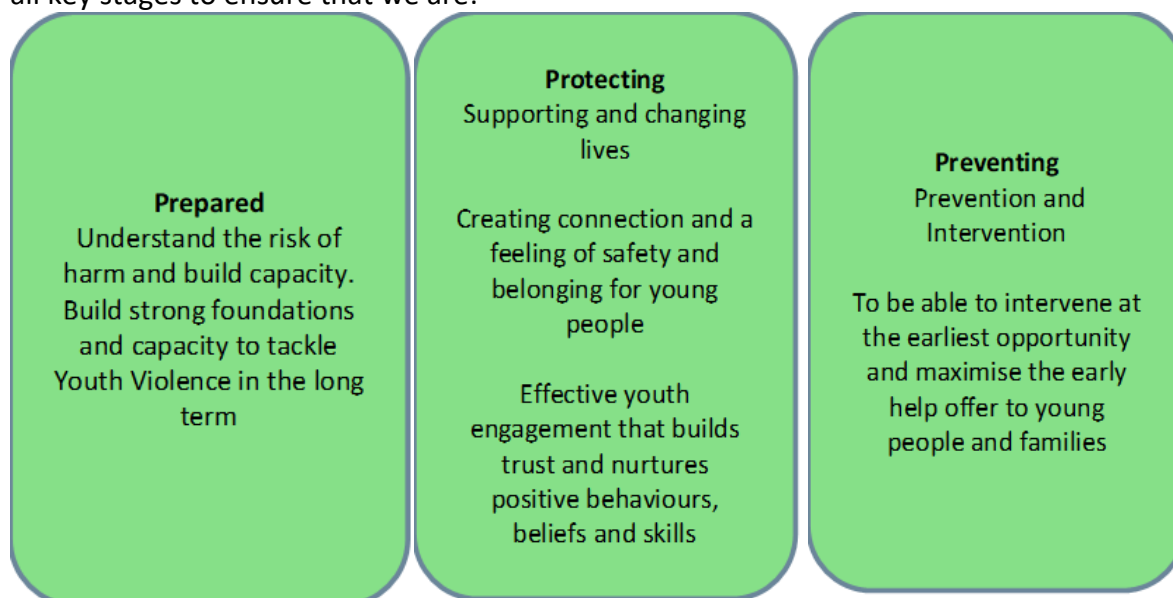 all key stages to ensure that we are:
Prepared
Understand the risk of
harm and build capacity.
Build strong foundations
and capacity to tackle
Youth Violence in the long
term
Protecting
Supporting and changing
lives
Creating connection and a
feeling of safety and
belonging for young
people
Effective youth
engagement that builds
trust and nurtures
positive behaviours,
beliefs and skills
Preventing
Prevention and
Intervention
To be able to intervene at
the earliest opportunity
and maximise the early
help offer to young
people and families